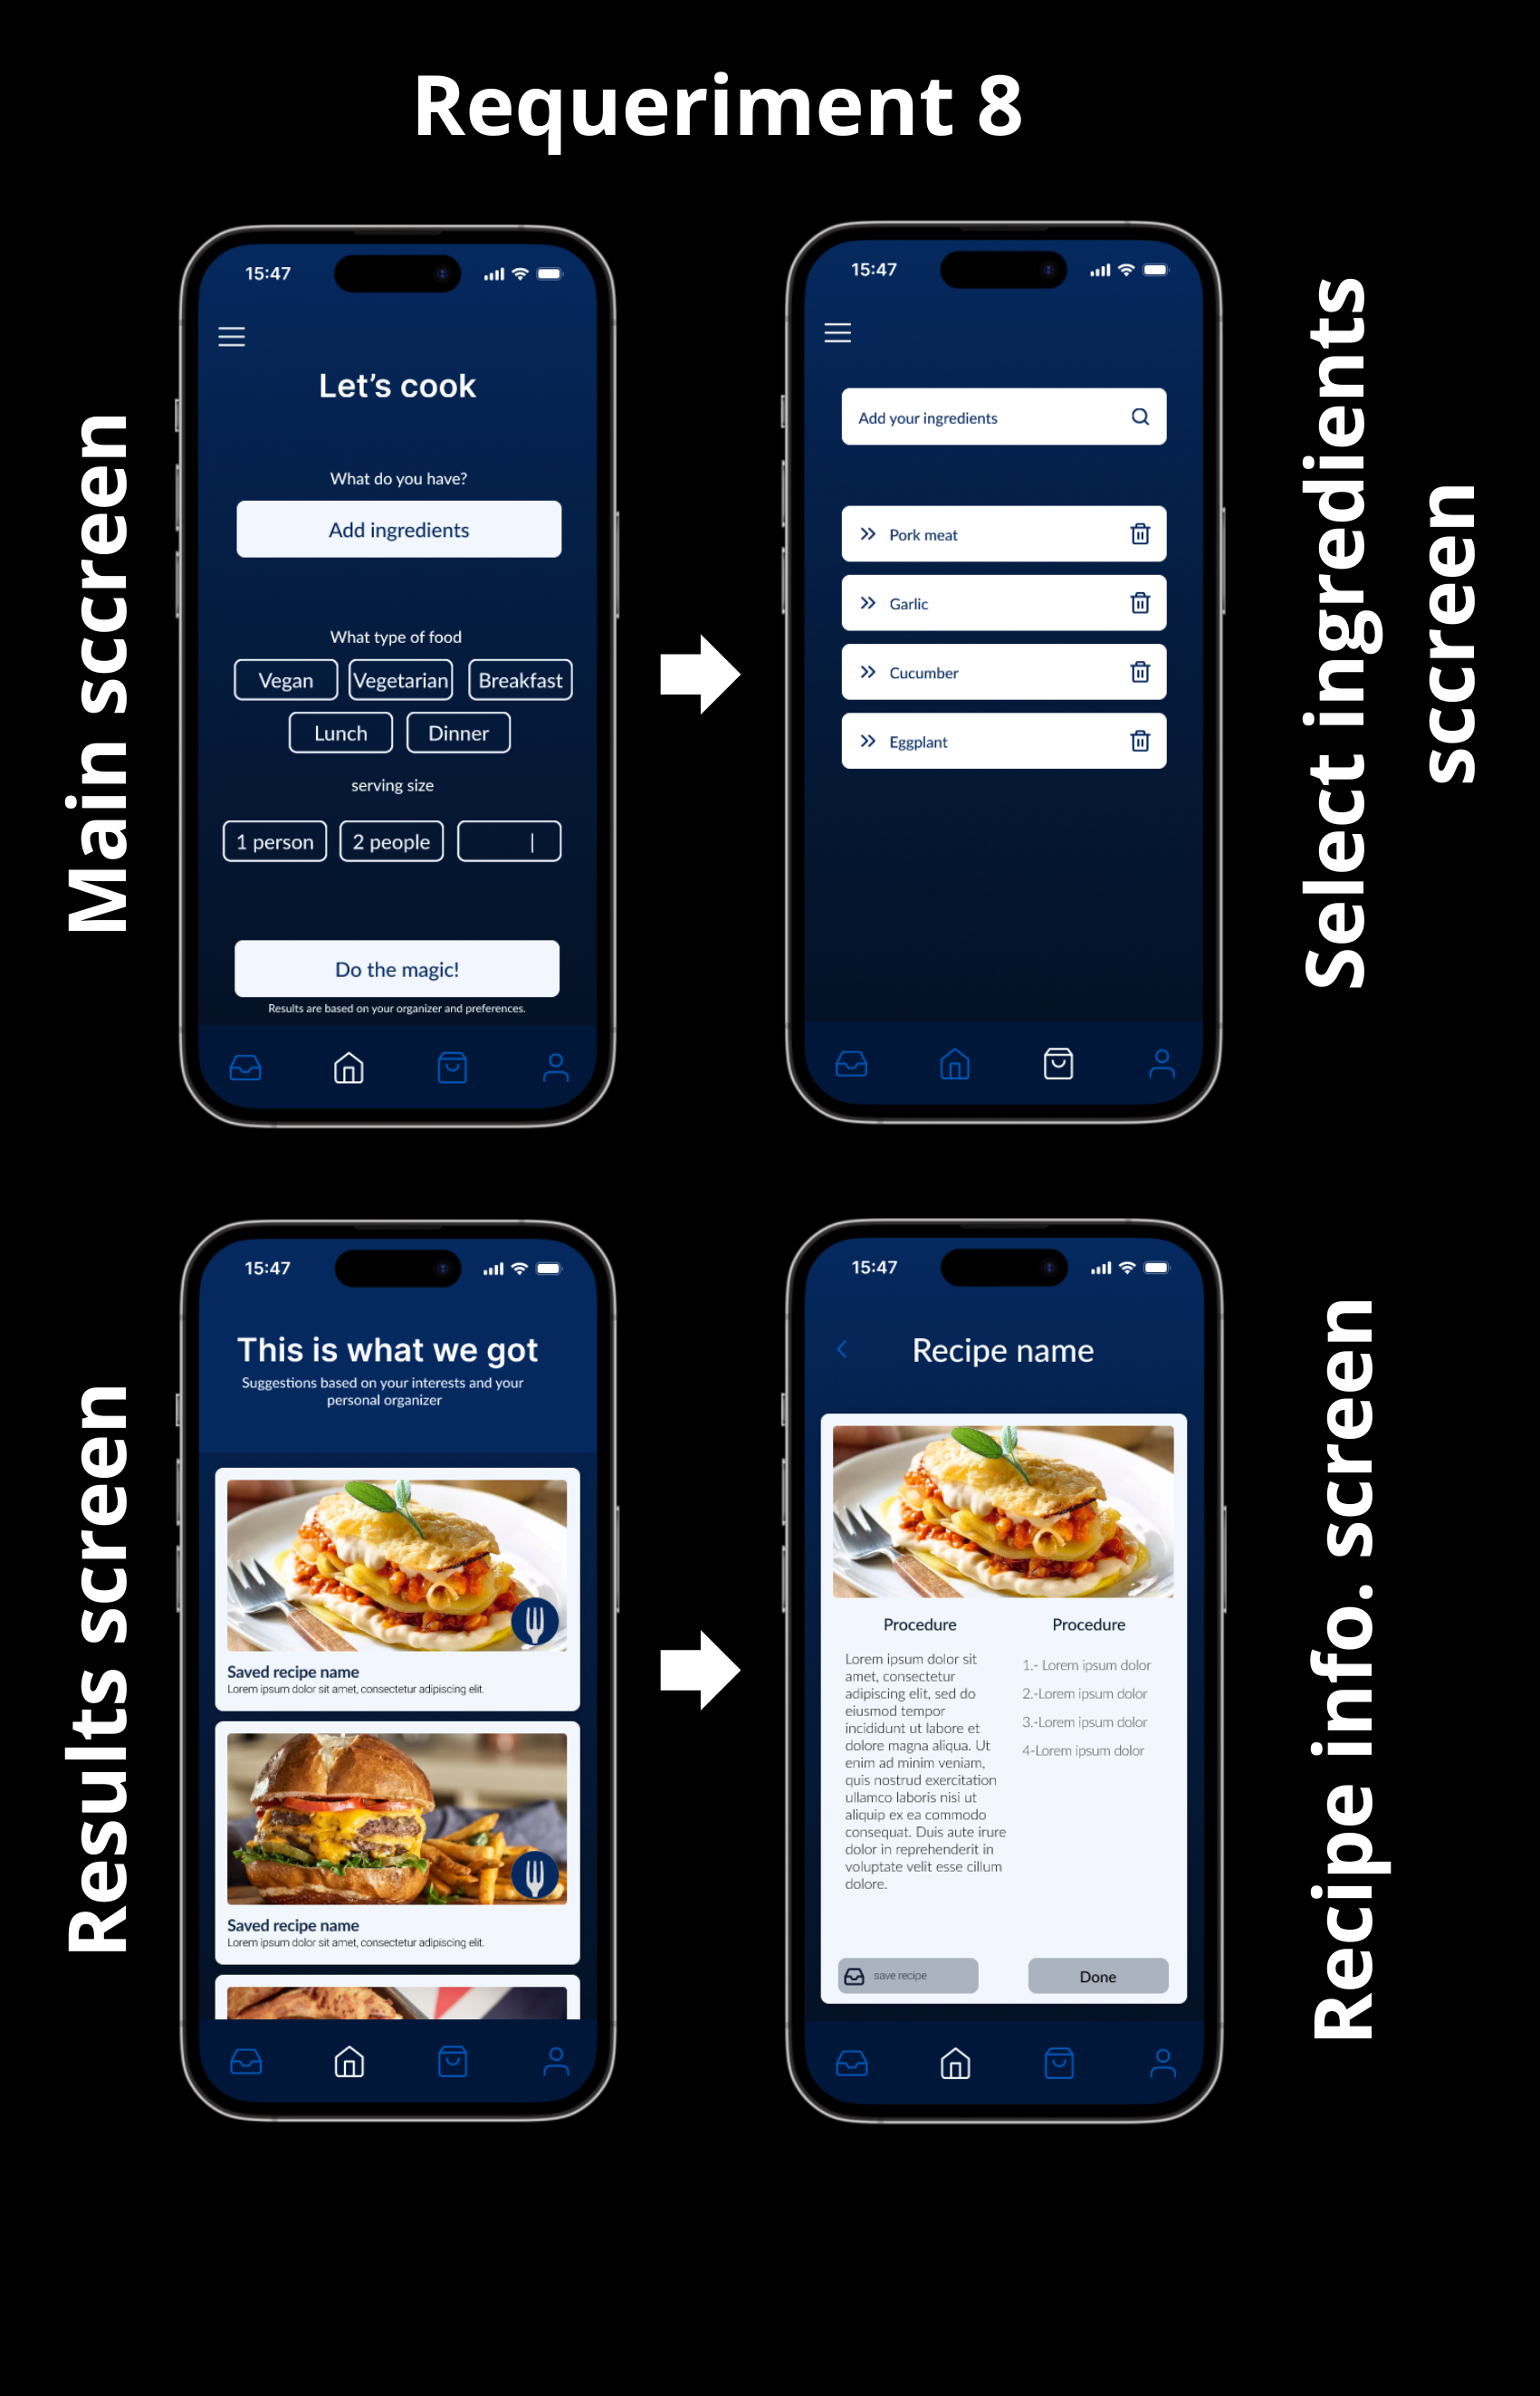 Requeriment 8
Main sccreen
15:47
Let's cook
What do you have?
Add ingredients
What type of food
Vegan Vegetarian Breakfast
Lunch Dinner
serving size
1 person 2 people
Do the magic!
Results are based on your organizer and preferences.
15:47
Add your ingredients
Pork meat
Garlic
Cucumber
Eggplant
Select ingredients
sccreen
Results screen
15:47
This is what we got
Suggestions based on your interests and your
personal organizer
Saved recipe name
Lorem ipsum dolor sit amet, consectetur adipiscing elit.
Saved recipe name
Lorem ipsum dolor sit amet, consectetur adipiscing elit.
15:47
Recipe name
Procedure
Lorem ipsum dolor sit
amet, consectetur
adipiscing elit, sed do
eiusmod tempor
incididunt ut labore et
dolore magna aliqua. Ut
enim ad minim veniam,
quis nostrud exercitation
ullamco laboris nisi ut
aliquip ex ea commodo
consequat. Duis aute irure
dolor in reprehenderit in
voluptate velit esse cillum
dolore.
Procedure
1.- Lorem ipsum dolor
2.-Lorem ipsum dolor
3.-Lorem ipsum dolor
4-Lorem ipsum dolor
save recipe
Done
Recipe info. screen